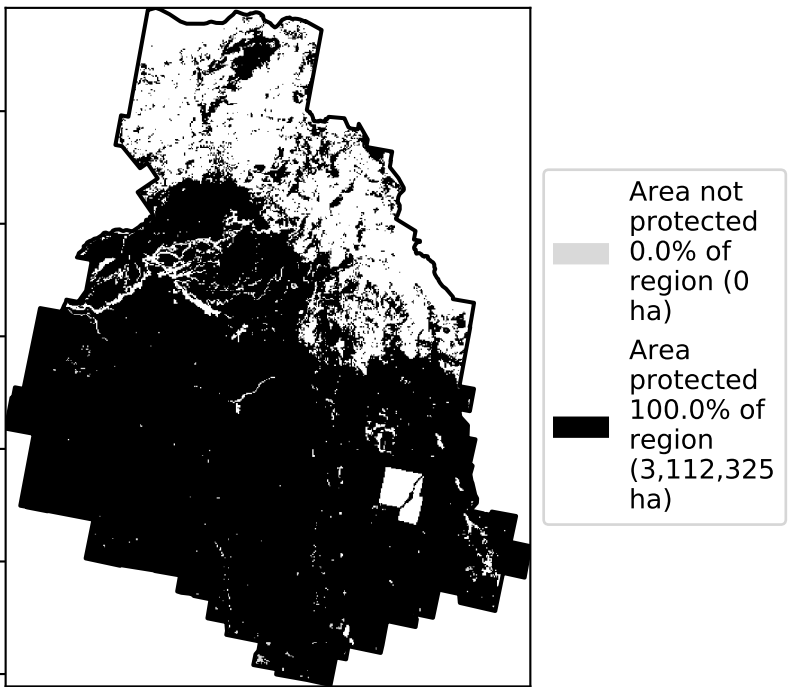 Area not
protected
0.0% of
region (0
ha)
Area
protected
100.0% of
region
(3,112,325
ha)